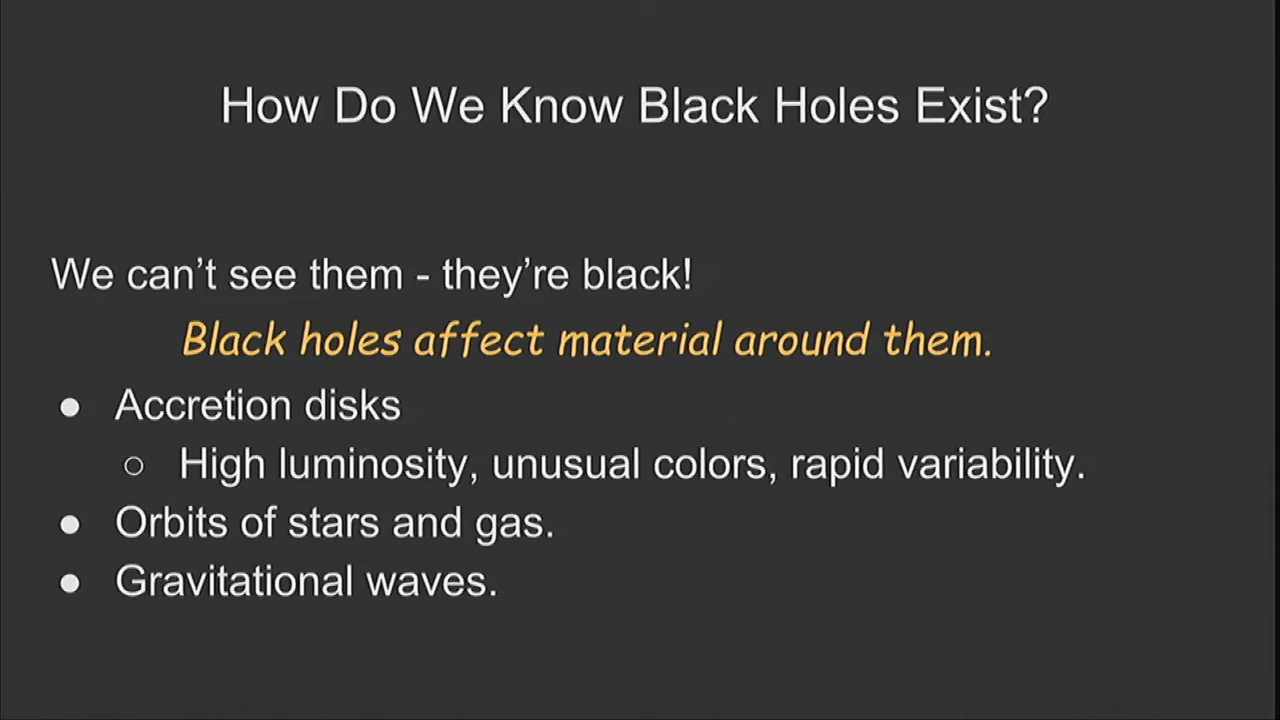 How Do We Know Black Holes Exist?
We can’t see them - they’re black!
Black holes affect material around them.
● Accretion disks
○ High luminosity, unusual colors, rapid variability.
● Orbits of stars and gas.
● Gravitational waves.